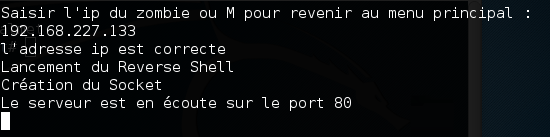 Saisir l'ip du zombie ou M pour revenir au menu principal :
192.168.227.133
l'adresse ip est correcte
Lancement du Reverse Shell
Création du Socket
Le serveur est en écoute sur le port 80